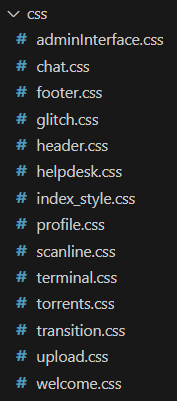 css
# adminInterface.css
# chat.css
# footer.css
# glitch.css
# header.css
# helpdesk.css
# index_style.css
# profile.css
# scanline.css
# terminal.css
# torrents.css
# transition.css
# upload.css
# welcome.css